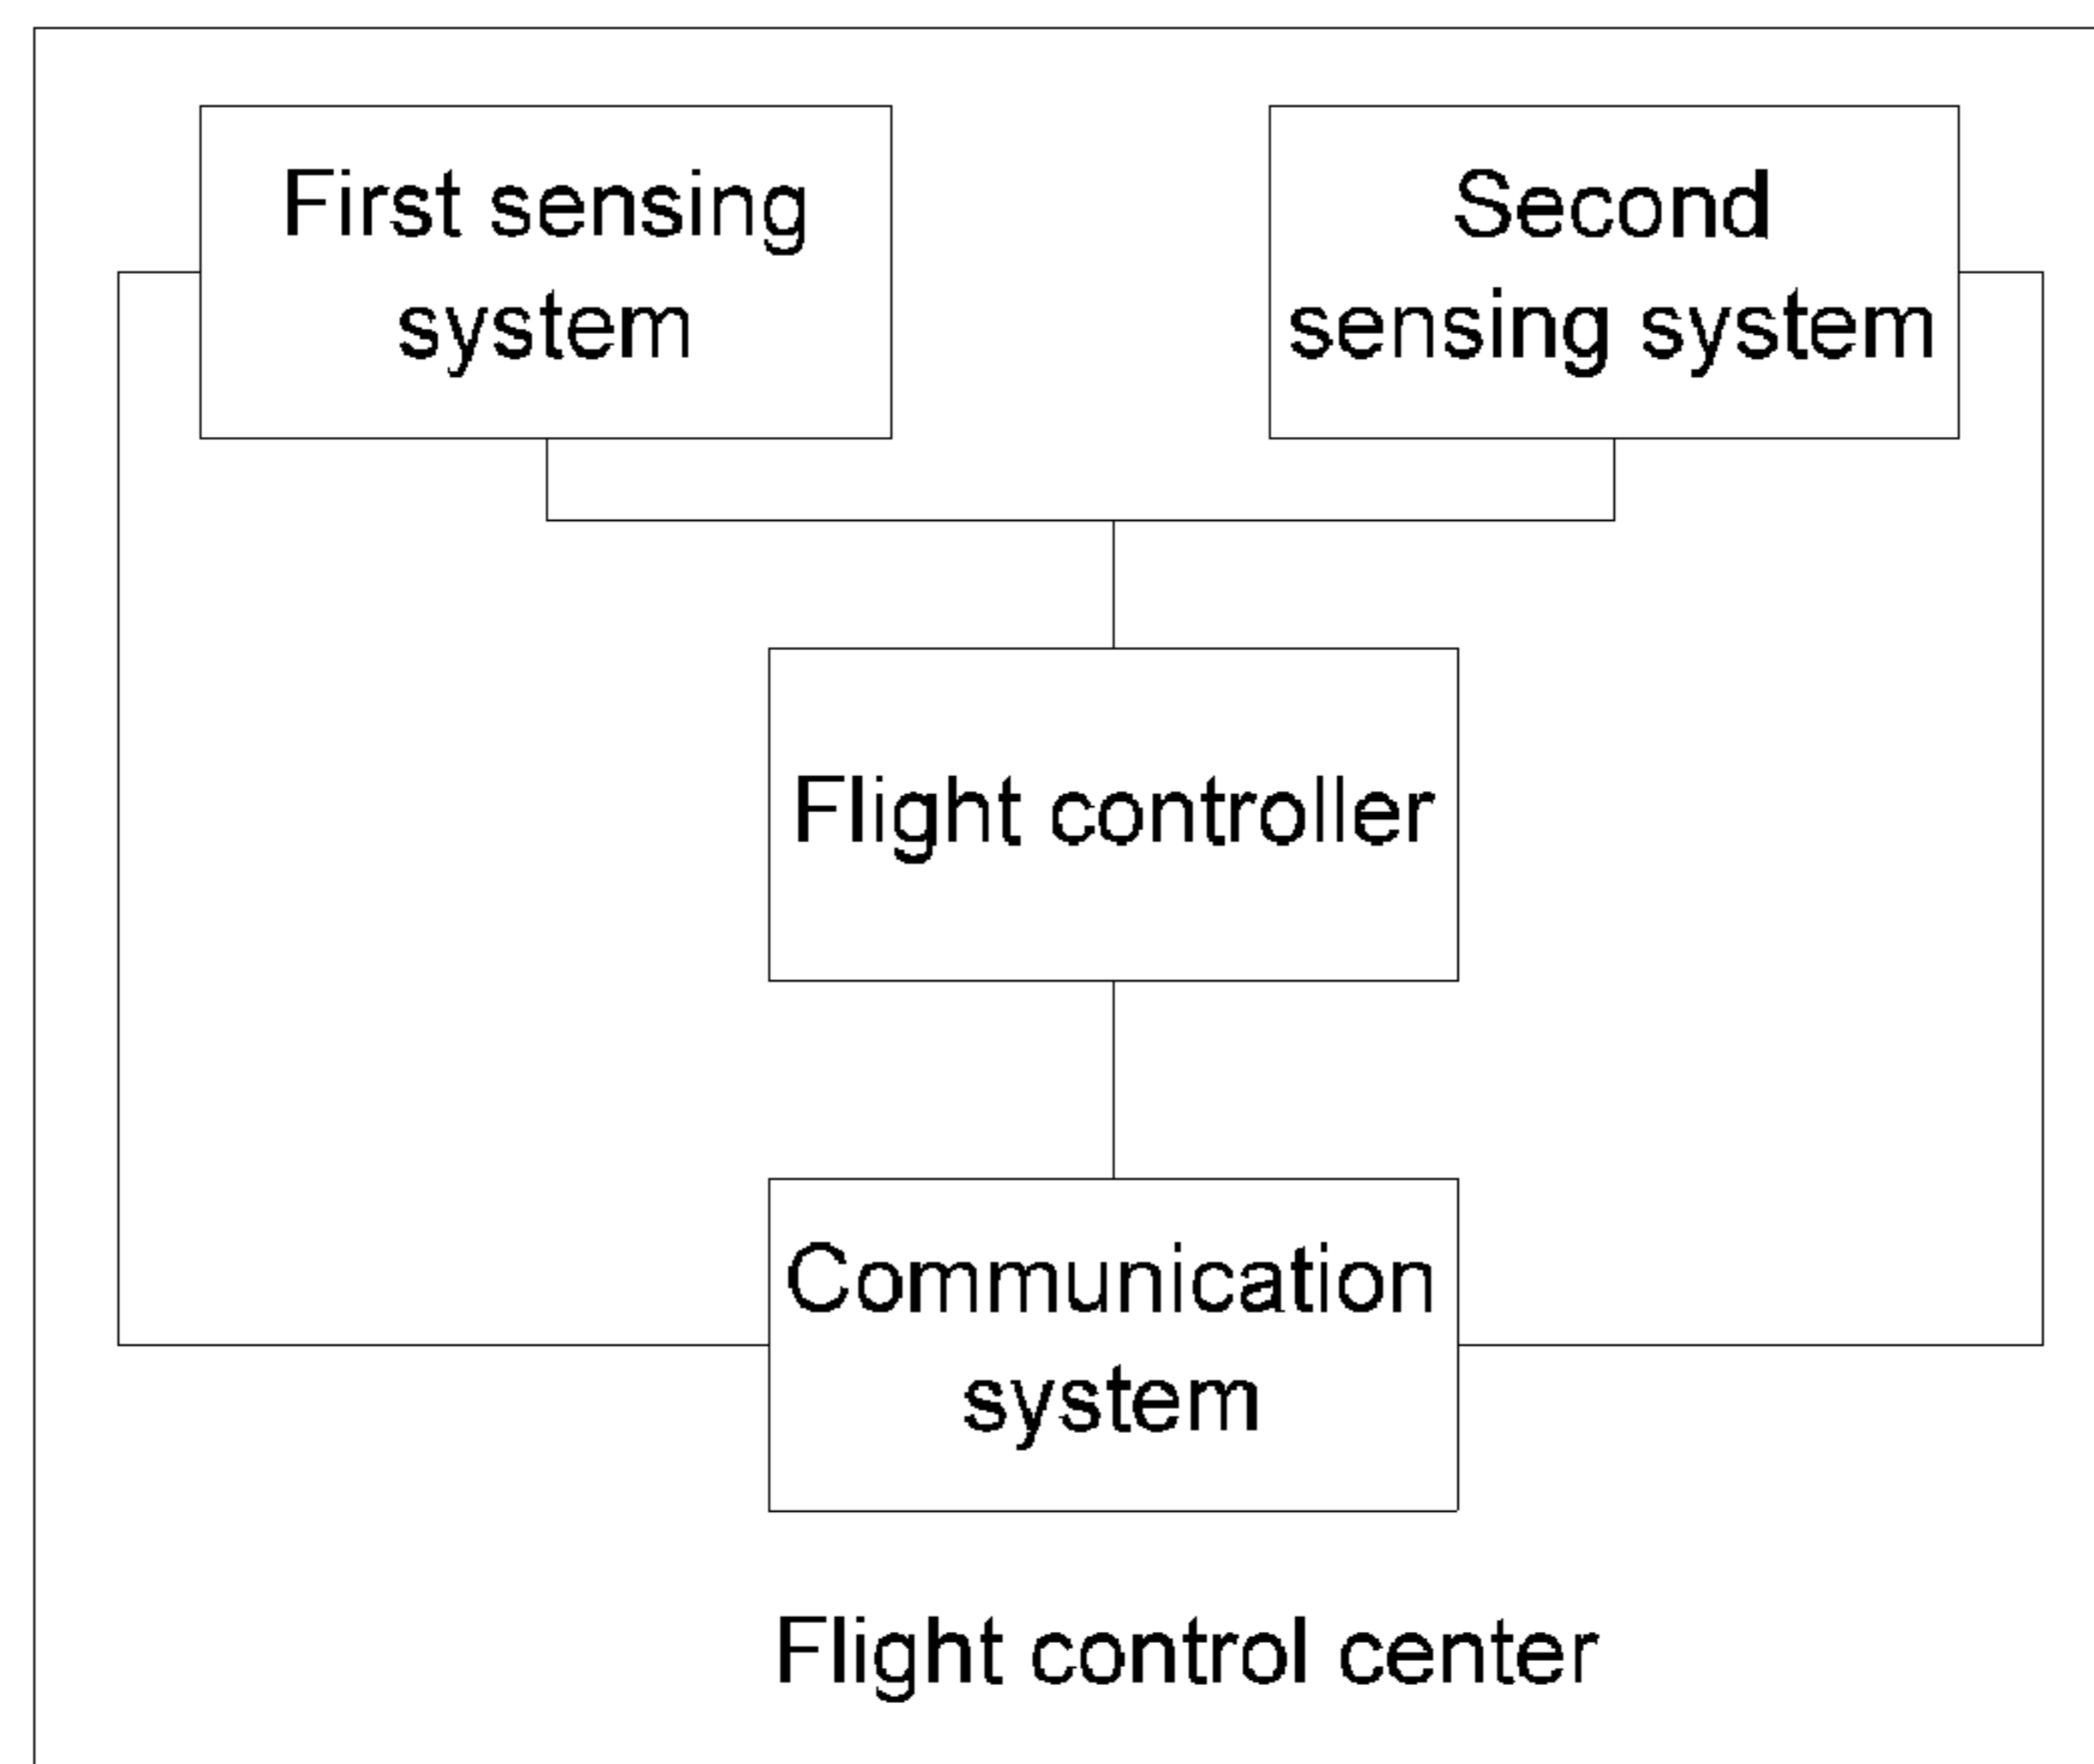 First sensing
system
Second
sensing system
Flight controller
Communication
system
Flight control center